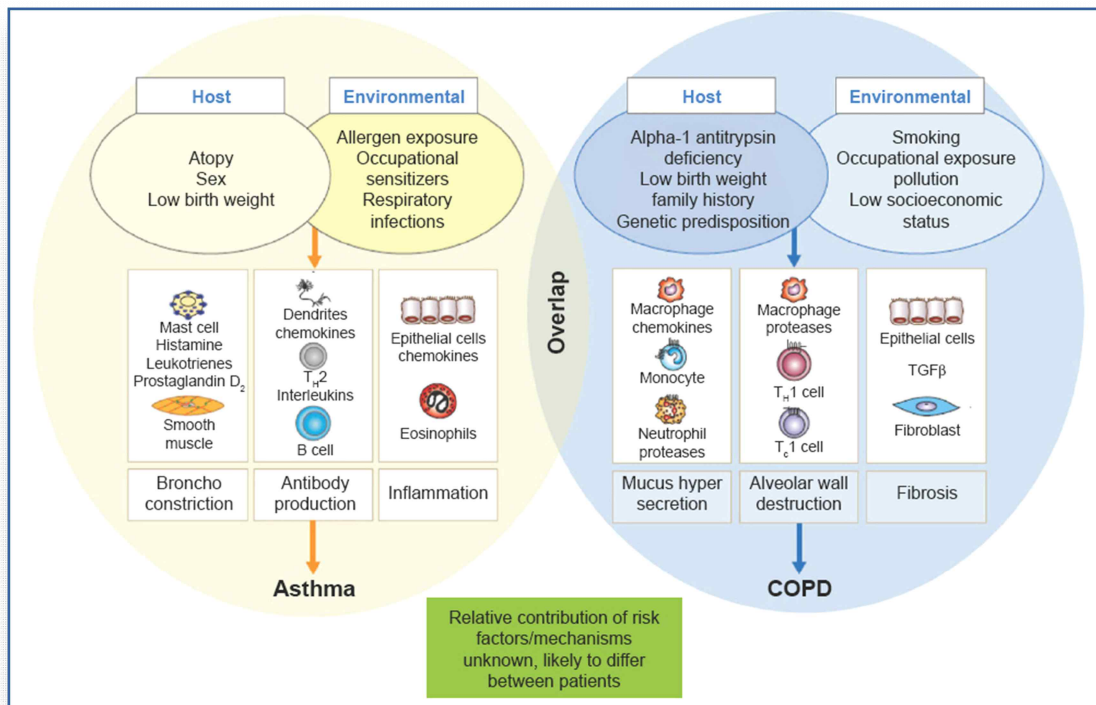 Host
Environmental
Atopy
Sex
Low birth weight
Allergen exposure
Occupational
sensitizers
Respiratory
infections
Mast cell
Histamine
Leukotrienes
Prostaglandin D2
Smooth
muscle
Dendrites
chemokines
TH2
Interleukins
B cell
Epithelial cells
chemokines
Eosinophils
Broncho
constriction
Antibody
production
Inflammation
Asthma
Overlap
Host
Environmental
Alpha-1 antitrypsin
deficiency
Low birth weight
family history
Genetic predisposition
Smoking
Occupational exposure
pollution
Low socioeconomic
status
Macrophage
chemokines
Monocyte
Neutrophil
proteases
Macrophage
proteases
TH1 cell
Tc1 cell
Epithelial cells
TGFβ
Fibroblast
Mucus hyper
secretion
Alveolar wall
destruction
Fibrosis
COPD
Relative contribution of risk
factors/mechanisms
unknown, likely to differ
between patients